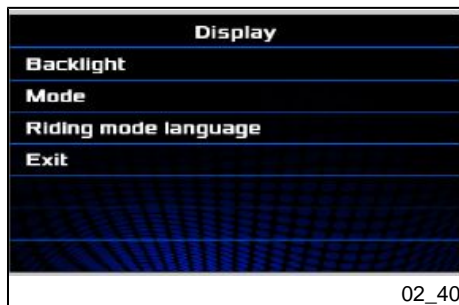 Display
Backlight
Mode
Riding mode language
Exit
02_40